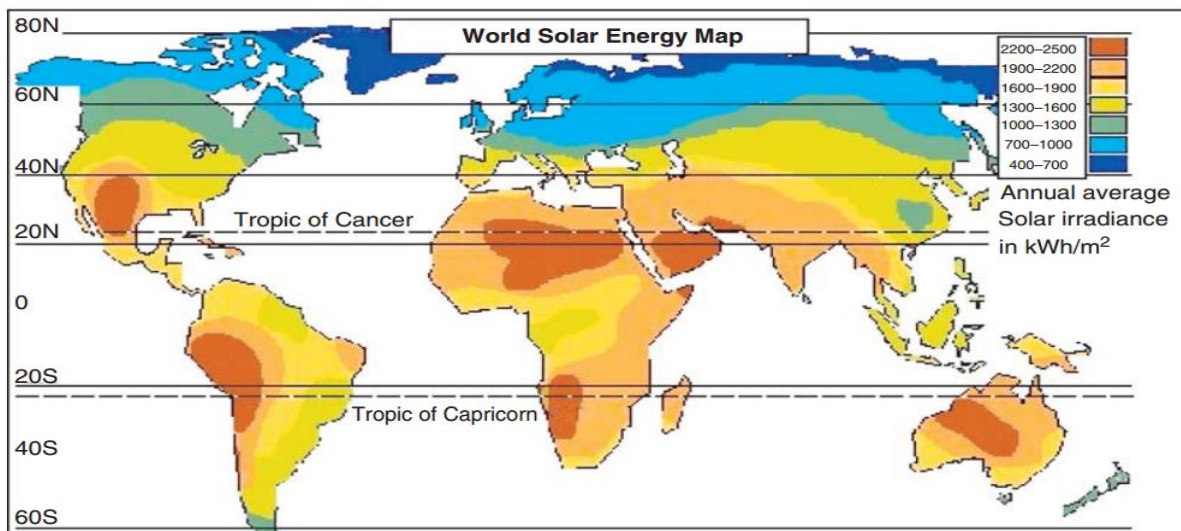 World Solar Energy Map
80N
60N
40N
20N
0
20S
40S
60S
Tropic of Cancer
Tropic of Capricorn
2200–2500
1900–2200
1600–1900
1300–1600
1000–1300
700–1000
400–700
Annual average
Solar irradiance
in kWh/m²